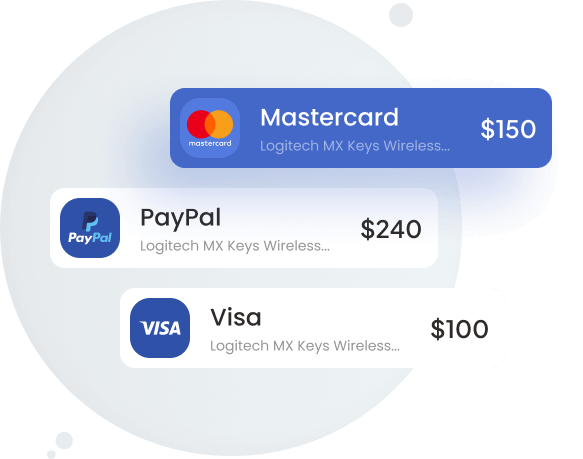 Mastercard
Logitech MX Keys Wireless...
$150
mastercard
PayPal
Logitech MX Keys Wireless...
$240
PayPal
Visa
Logitech MX Keys Wireless...
$100
VISA